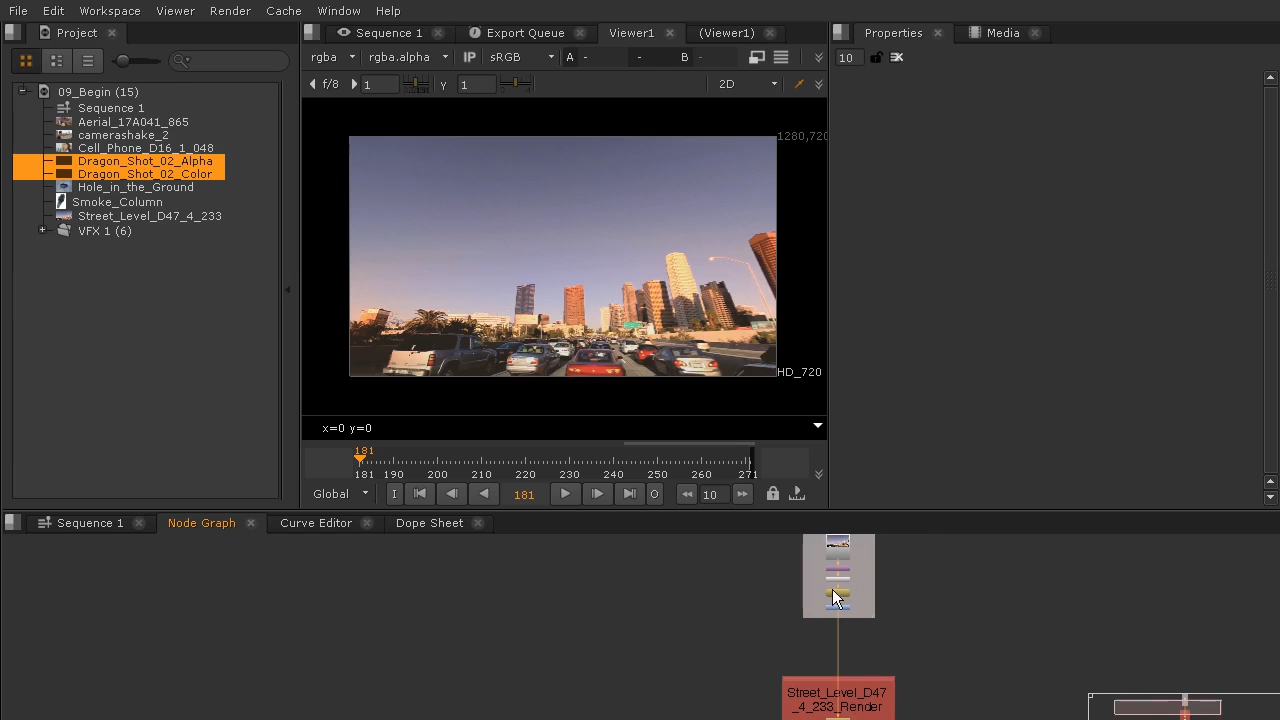 File Edit Workspace Viewer Render Cache Window Help
Project
Sequence 1
Export Queue
Viewer1
(Viewer1)
Properties
Media
rgba
rgba.alpha
IP
sRGB
A -
-
B -
10
f/8
1
y
1
2D
09_Begin (15)
Sequence 1
Aerial_17A041_865
camerashake_2
Cell_Phone_D16_1_048
Dragon_Shot_02_Alpha
Dragon_Shot_02_Color
Hole_in_the_Ground
Smoke_Column
Street_Level_D47_4_233
VFX 1 (6)
1280,720
HD_720
x=0 y=0
181
181 190 200 210 220 230 240 250 260 271
Global
I
181
O
10
Sequence 1
Node Graph
Curve Editor
Dope Sheet
Street_Level_D47
_4_233_Render